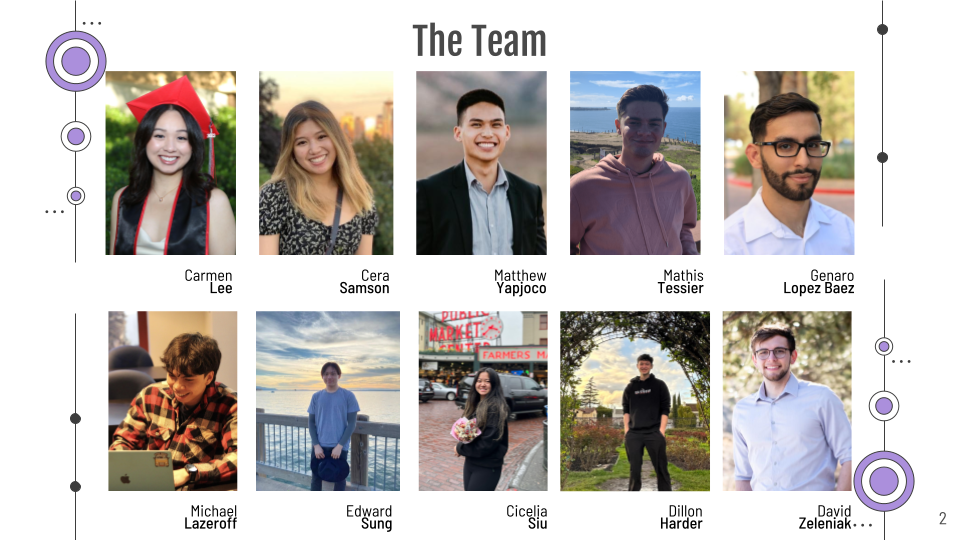 The Team
Carmen
Lee
Cera
Samson
Matthew
Yapjoco
Mathis
Tessier
Genaro
Lopez Baez
PUBLIC
MARKET
CENTER
FARMERS MA
Michael
Lazeroff
Edward
Sung
Cicelia
Siu
Dillon
Harder
David
Zeleniak
2